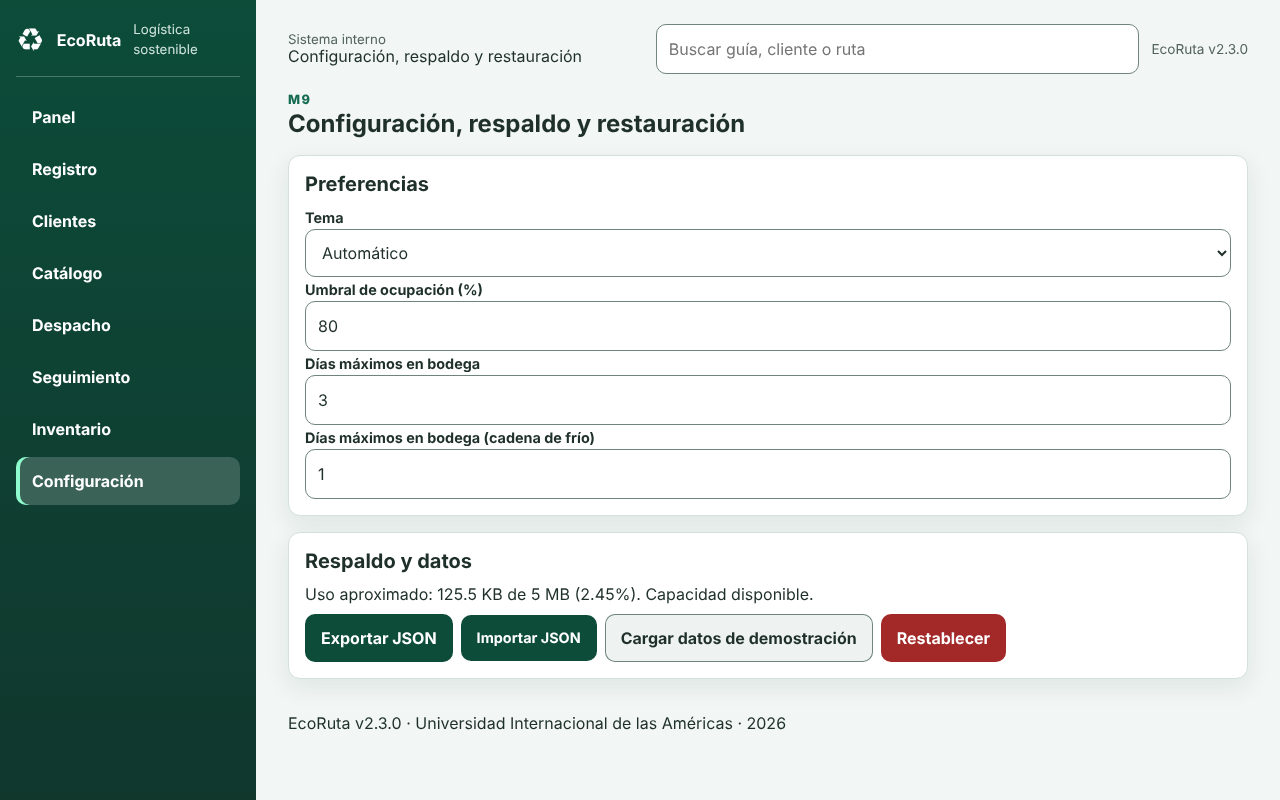 EcoRuta
Logística
sostenible
Panel
Registro
Clientes
Catálogo
Despacho
Seguimiento
Inventario
Configuración
Sistema interno
Configuración, respaldo y restauración
Buscar guía, cliente o ruta
EcoRuta v2.3.0
M9
Configuración, respaldo y restauración
Preferencias
Tema
Automático
Umbral de ocupación (%)
80
Días máximos en bodega
3
Días máximos en bodega (cadena de frío)
1
Respaldo y datos
Uso aproximado: 125.5 KB de 5 MB (2.45%). Capacidad disponible.
Exportar JSON
Importar JSON
Cargar datos de demostración
Restablecer
EcoRuta v2.3.0 · Universidad Internacional de las Américas · 2026